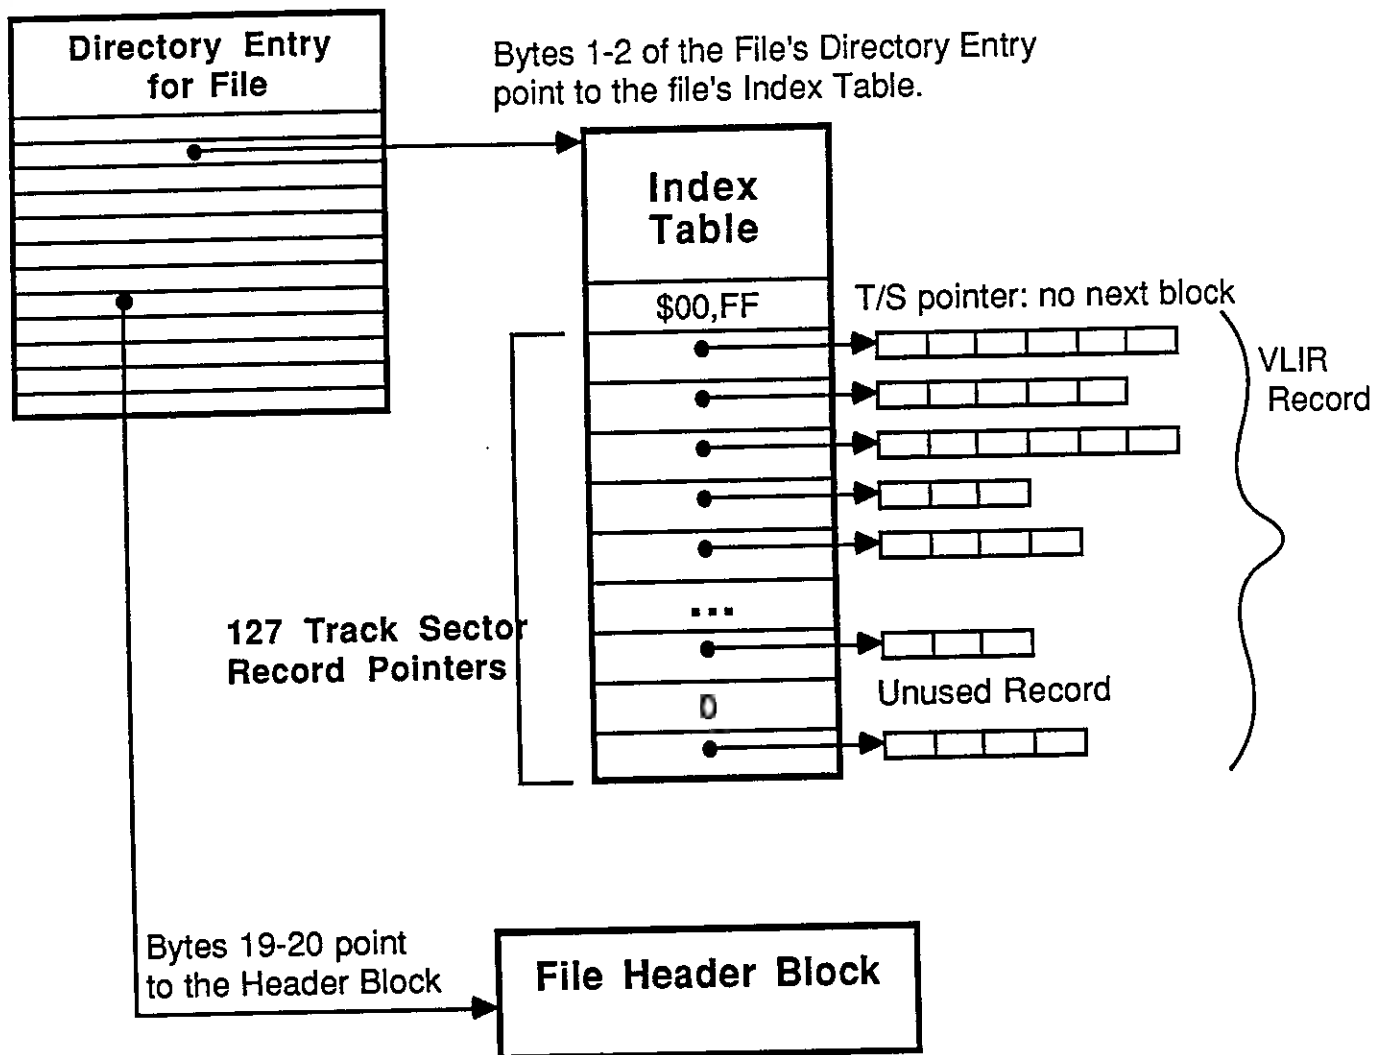 Directory Entry
for File
Bytes 1-2 of the File's Directory Entry
point to the file's Index Table.
Index
Table
$00,FF
T/S pointer: no next block
VLIR
Record
...
127 Track Sector
Record Pointers
Unused Record
0
Bytes 19-20 point
to the Header Block
File Header Block